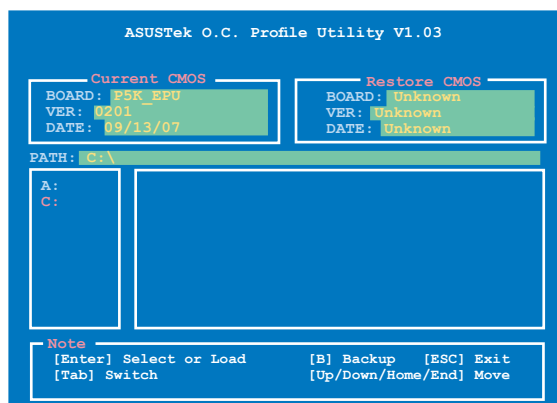 ASUSTek O.C. Profile Utility V1.03
Current CMOS
BOARD: P5K_EPU
VER: 0201
DATE: 09/13/07
Restore CMOS
BOARD: Unknown
VER: Unknown
DATE: Unknown
PATH: C:\
A:
C:
Note
[Enter] Select or Load [B] Backup [ESC] Exit
[Tab] Switch [Up/Down/Home/End] Move